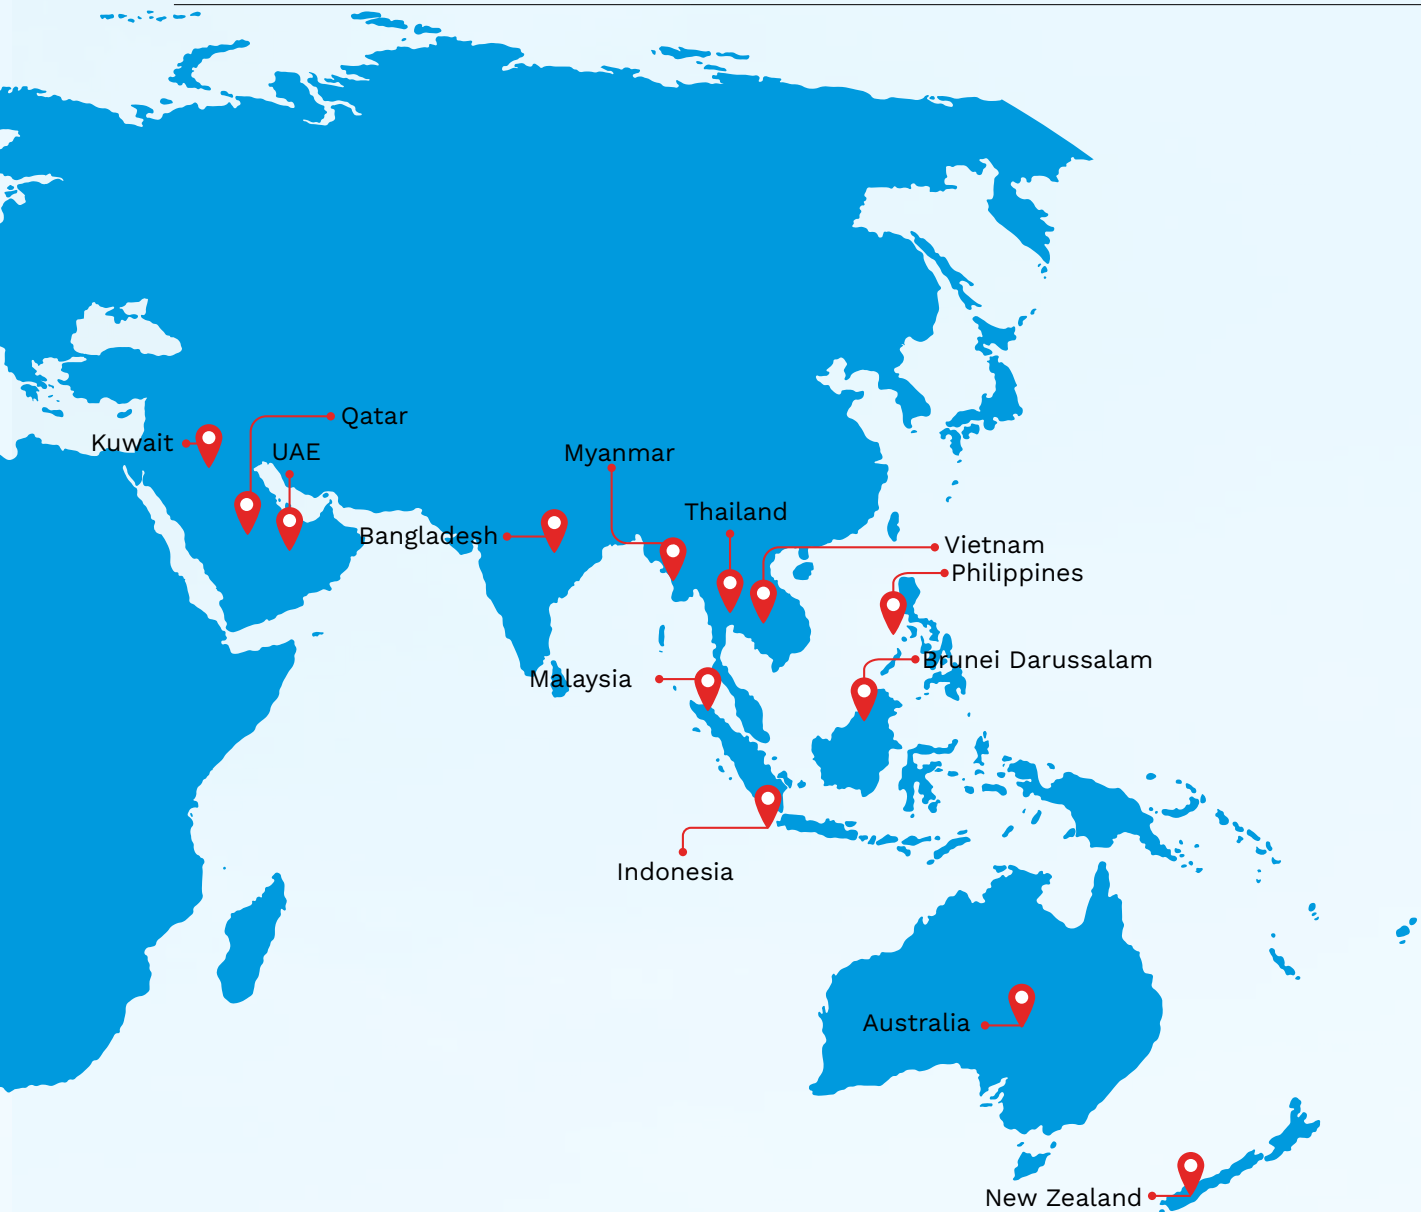 Qatar
Kuwait
UAE
Myanmar
Thailand
Bangladesh
Vietnam
Philippines
Brunei Darussalam
Malaysia
Indonesia
Australia
New Zealand